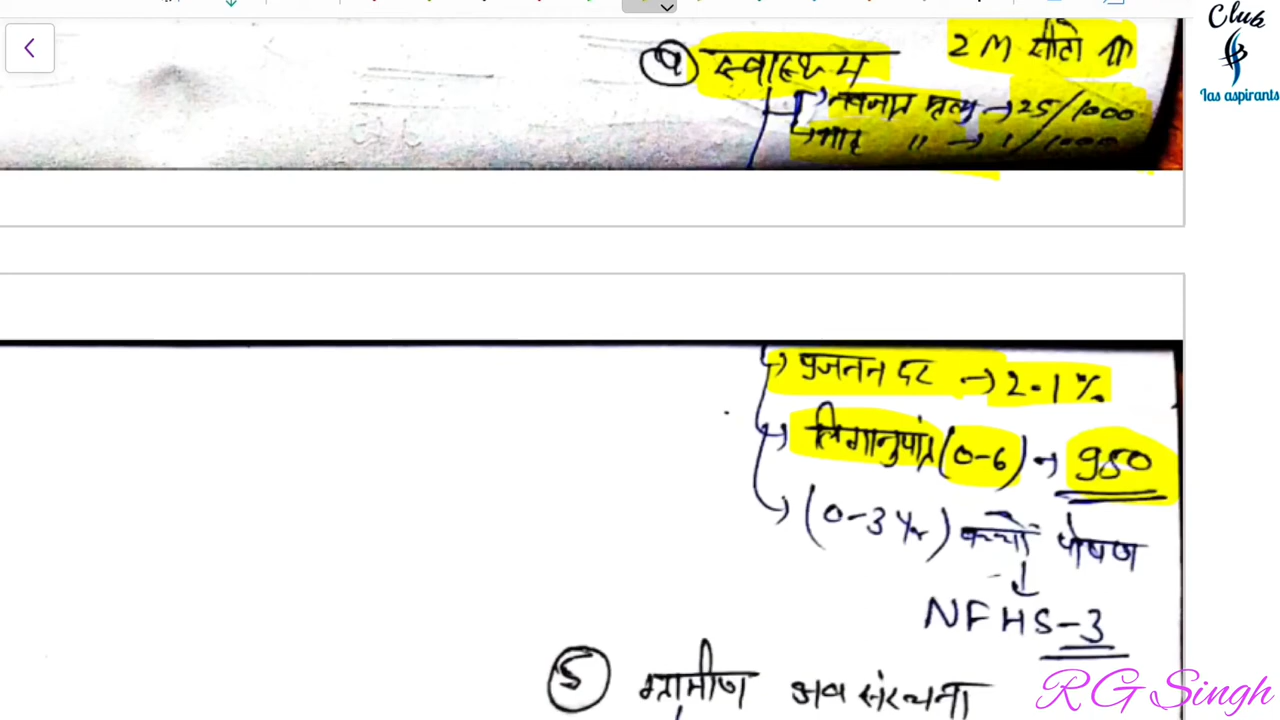 Club
Ias aspirants
2 M सीटो
④ स्वास्थ्य
नवजात मृत्यु → 25/1000
मातृ " → 1/1000
→ प्रजनन दर → 2.1%
→ लिंगानुपात (0-6) → 950
→ (0-3 Yr) बच्चों पोषण
↓
NFHS-3
⑤ ग्रामीण अवसंरचना
RG Singh